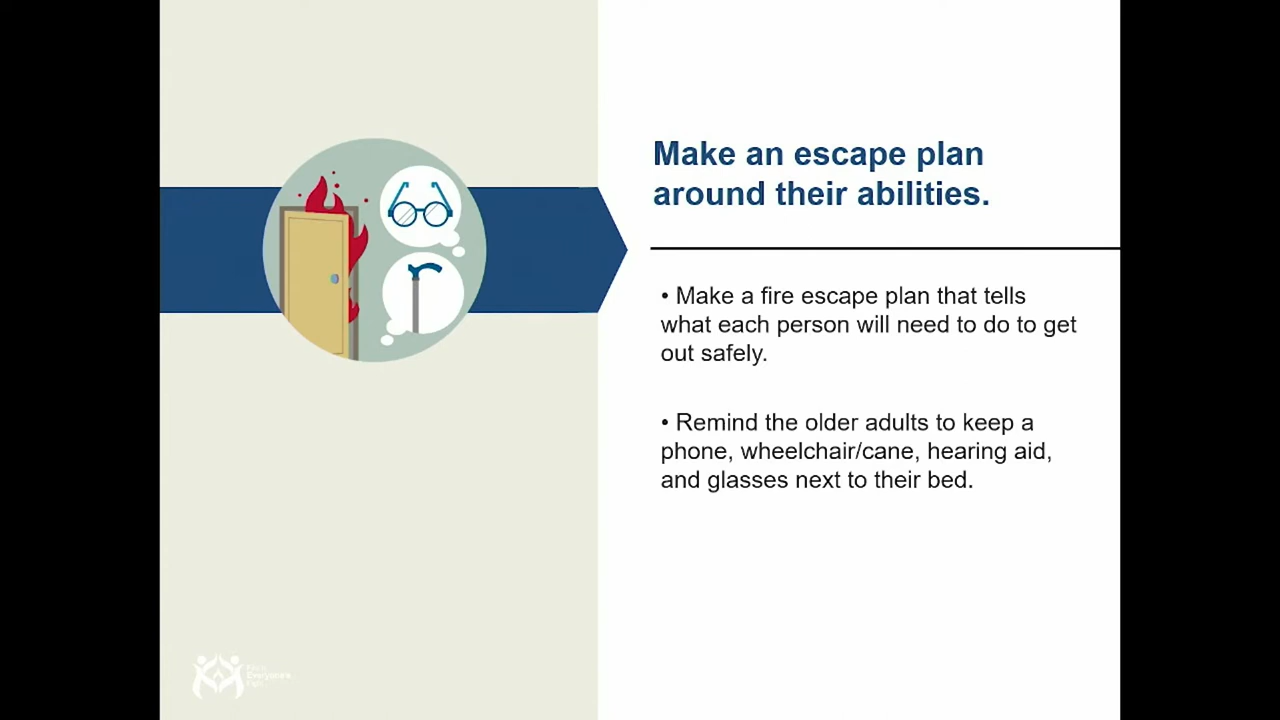 Make an escape plan
around their abilities.
• Make a fire escape plan that tells
what each person will need to do to get
out safely.
• Remind the older adults to keep a
phone, wheelchair/cane, hearing aid,
and glasses next to their bed.